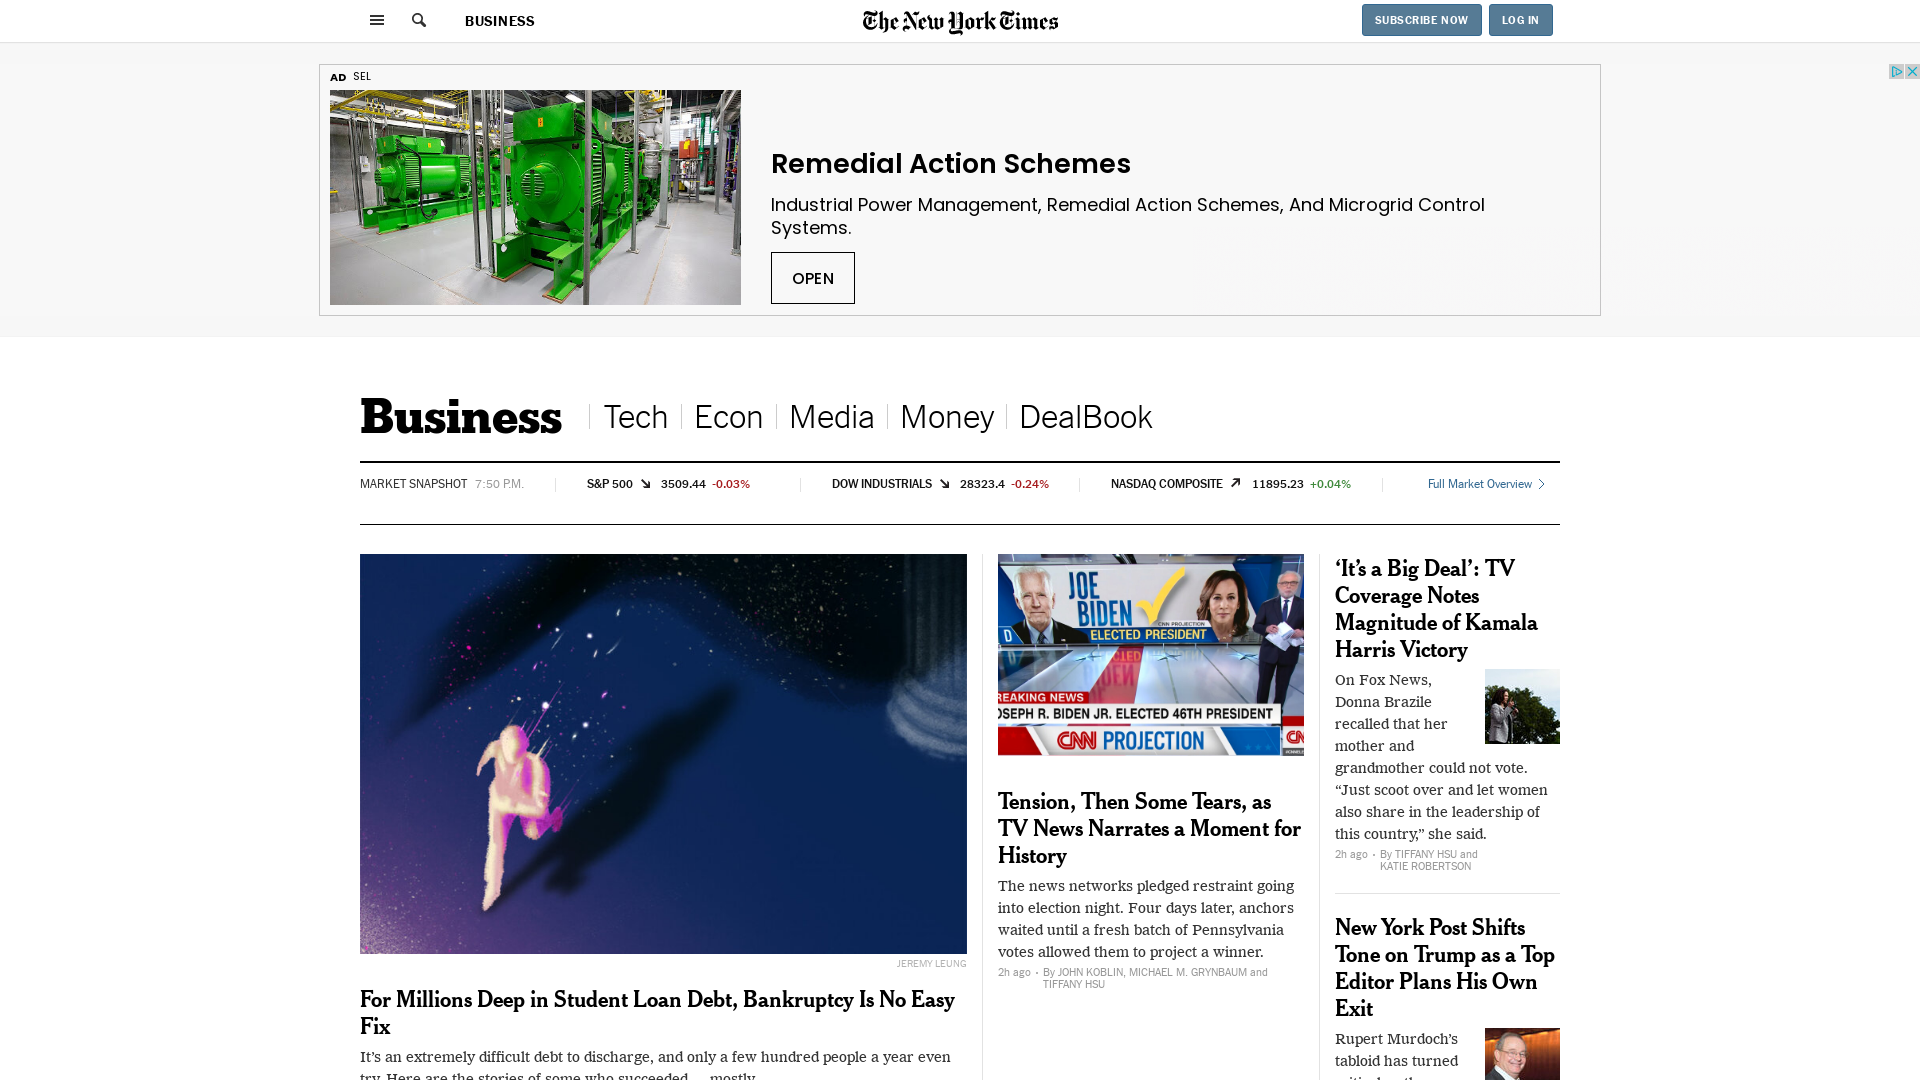 BUSINESS
The New York Times
SUBSCRIBE NOW
LOG IN
AD SEL
Remedial Action Schemes
Industrial Power Management, Remedial Action Schemes, And Microgrid Control
Systems.
OPEN
Business
Tech
Econ
Media
Money
DealBook
MARKET SNAPSHOT 7:50 P.M.
S&P 500 3509.44 -0.03%
DOW INDUSTRIALS 28323.4 -0.24%
NASDAQ COMPOSITE 11895.23 +0.04%
Full Market Overview
JEREMY LEUNG
For Millions Deep in Student Loan Debt, Bankruptcy Is No Easy
Fix
It’s an extremely difficult debt to discharge, and only a few hundred people a year even
try. Here are the stories of some who succeeded — mostly.
JOE
BIDEN
CNN PROJECTION
ELECTED PRESIDENT
REAKING NEWS
OSEPH R. BIDEN JR. ELECTED 46TH PRESIDENT
CNN PROJECTION
Tension, Then Some Tears, as
TV News Narrates a Moment for
History
The news networks pledged restraint going
into election night. Four days later, anchors
waited until a fresh batch of Pennsylvania
votes allowed them to project a winner.
2h ago • By JOHN KOBLIN, MICHAEL M. GRYNBAUM and
TIFFANY HSU
‘It’s a Big Deal’: TV
Coverage Notes
Magnitude of Kamala
Harris Victory
On Fox News,
Donna Brazile
recalled that her
mother and
grandmother could not vote.
“Just scoot over and let women
also share in the leadership of
this country,” she said.
2h ago • By TIFFANY HSU and
KATIE ROBERTSON
New York Post Shifts
Tone on Trump as a Top
Editor Plans His Own
Exit
Rupert Murdoch’s
tabloid has turned